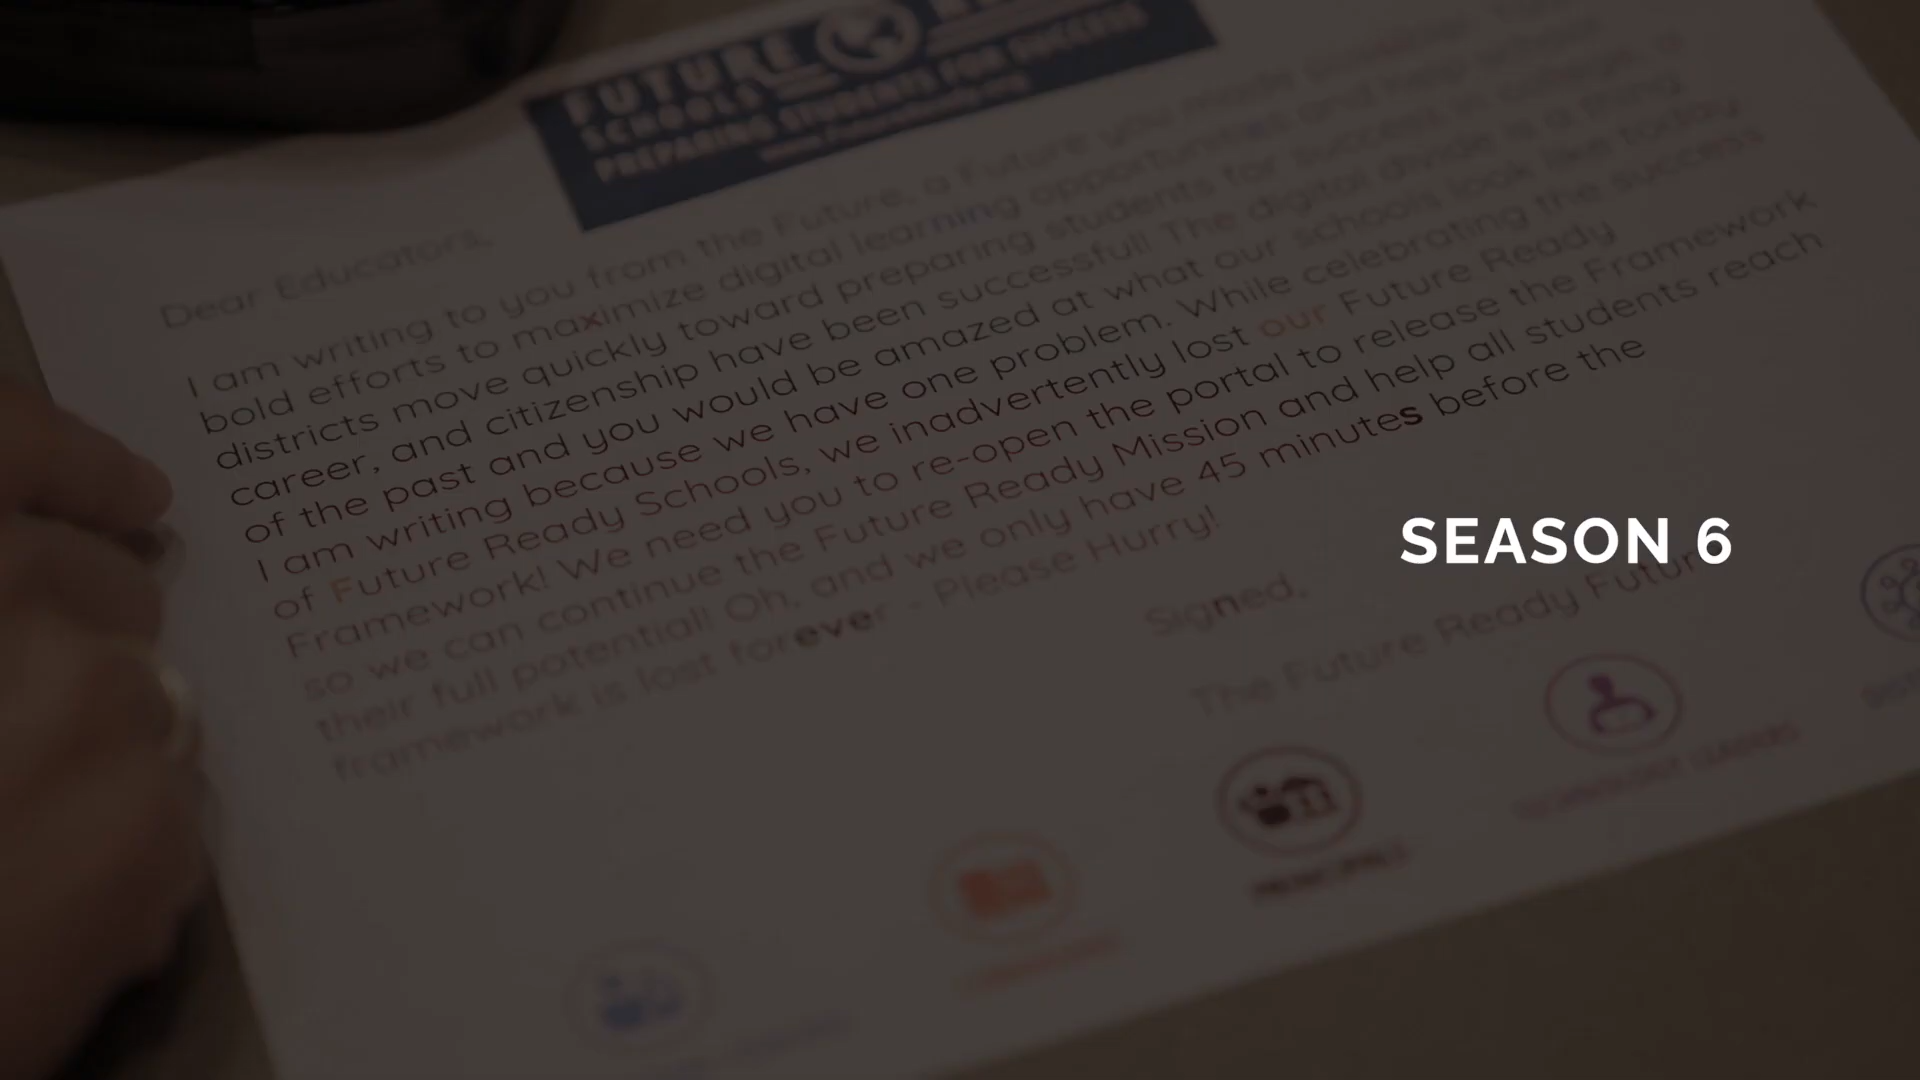 FUTURE
SCHOOLS
PREPARING STUDENTS FOR SUCCESS
Dear Educators,
I am writing to you from the Future, a Future you made
bold efforts to maximize digital learning opportunities and help school
districts move quickly toward preparing students for success in college,
career, and citizenship have been successful! The digital divide is a thing
of the past and you would be amazed at what our schools look like today
I am writing because we have one problem. While celebrating the success
of Future Ready Schools, we inadvertently lost our Future Ready
Framework! We need you to re-open the portal to release the Framework
so we can continue the Future Ready Mission and help all students reach
their full potential! Oh, and we only have 45 minutes before the
framework is lost forever - Please Hurry!
SEASON 6
Signed,
The Future Ready Future
PRINCIPALS